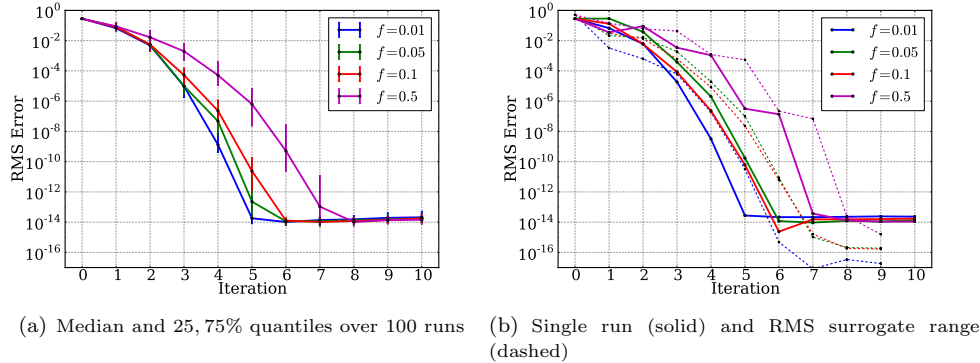 10^0
10^-2
10^-4
10^-6
10^-8
10^-10
10^-12
10^-14
10^-16
RMS Error
0 1 2 3 4 5 6 7 8 9 10
Iteration
f=0.01
f=0.05
f=0.1
f=0.5
(a) Median and 25, 75% quantiles over 100 runs
10^0
10^-2
10^-4
10^-6
10^-8
10^-10
10^-12
10^-14
10^-16
RMS Error
0 1 2 3 4 5 6 7 8 9 10
Iteration
f=0.01
f=0.05
f=0.1
f=0.5
(b) Single run (solid) and RMS surrogate range
(dashed)